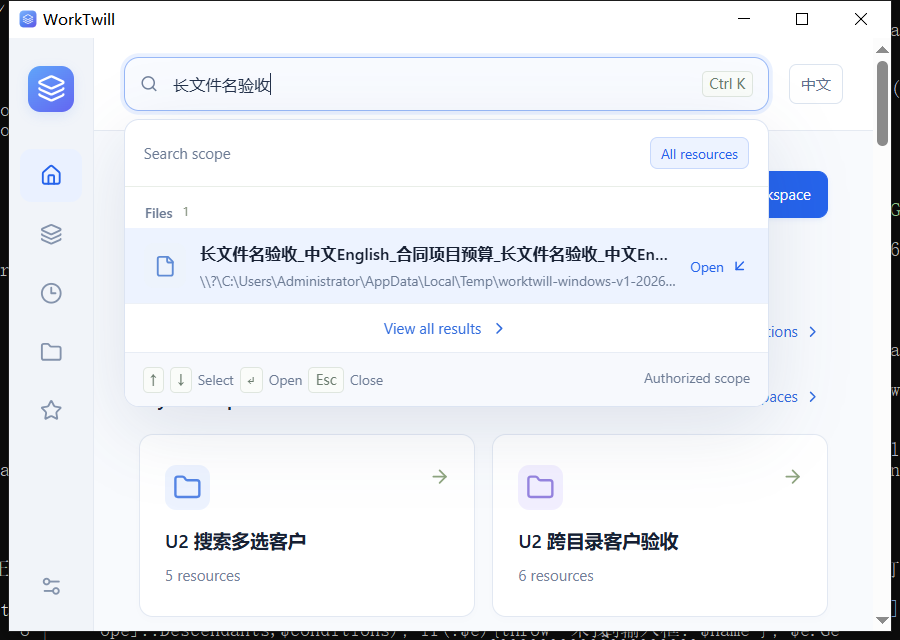 WorkTwill
长文件名验收
Ctrl K
中文
Search scope
All resources
Files 1
长文件名验收_中文English_合同项目预算_长文件名验收_中文En...
\\?\C:\Users\Administrator\AppData\Local\Temp\worktwill-windows-v1-2026...
Open
View all results
↑ ↓ Select ↵ Open Esc Close
Authorized scope
U2 搜索多选客户
5 resources
U2 跨目录客户验收
6 resources